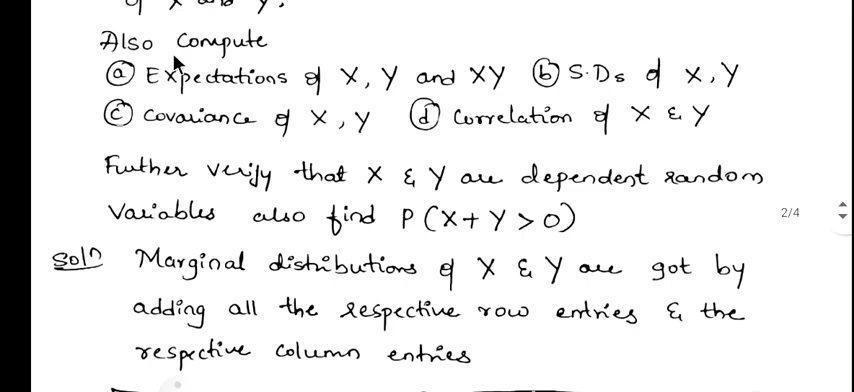 of X and Y.
Also Compute
(a) Expectations of X, Y and XY (b) S.Ds of X, Y
(c) Covariance of X, Y (d) Correlation of X & Y
Further verify that X & Y are dependent random
Variables also find P(X+Y>0)
2/4
Soln Marginal distributions of X & Y are got by
adding all the respective row entries & the
respective column entries